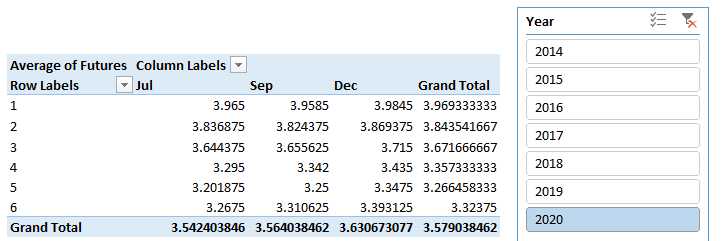 Year
2014
Average of Futures Column Labels
2015
Row Labels Jul Sep Dec Grand Total
1 3.965 3.9585 3.9845 3.969333333
2016
2 3.836875 3.824375 3.869375 3.843541667
2017
3 3.644375 3.655625 3.715 3.671666667
4 3.295 3.342 3.435 3.357333333
2018
5 3.201875 3.25 3.3475 3.266458333
2019
6 3.2675 3.310625 3.393125 3.32375
2020
Grand Total 3.542403846 3.564038462 3.630673077 3.579038462